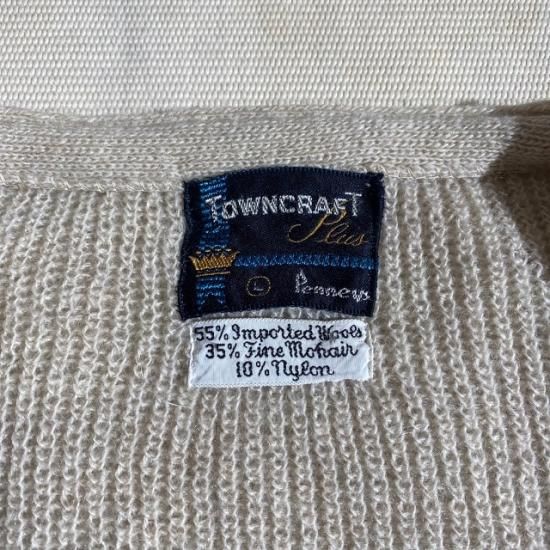 TOWNCRAFT
Plus
L Penneys
55% Imported Wools
35% Fine Mohair
10% Nylon